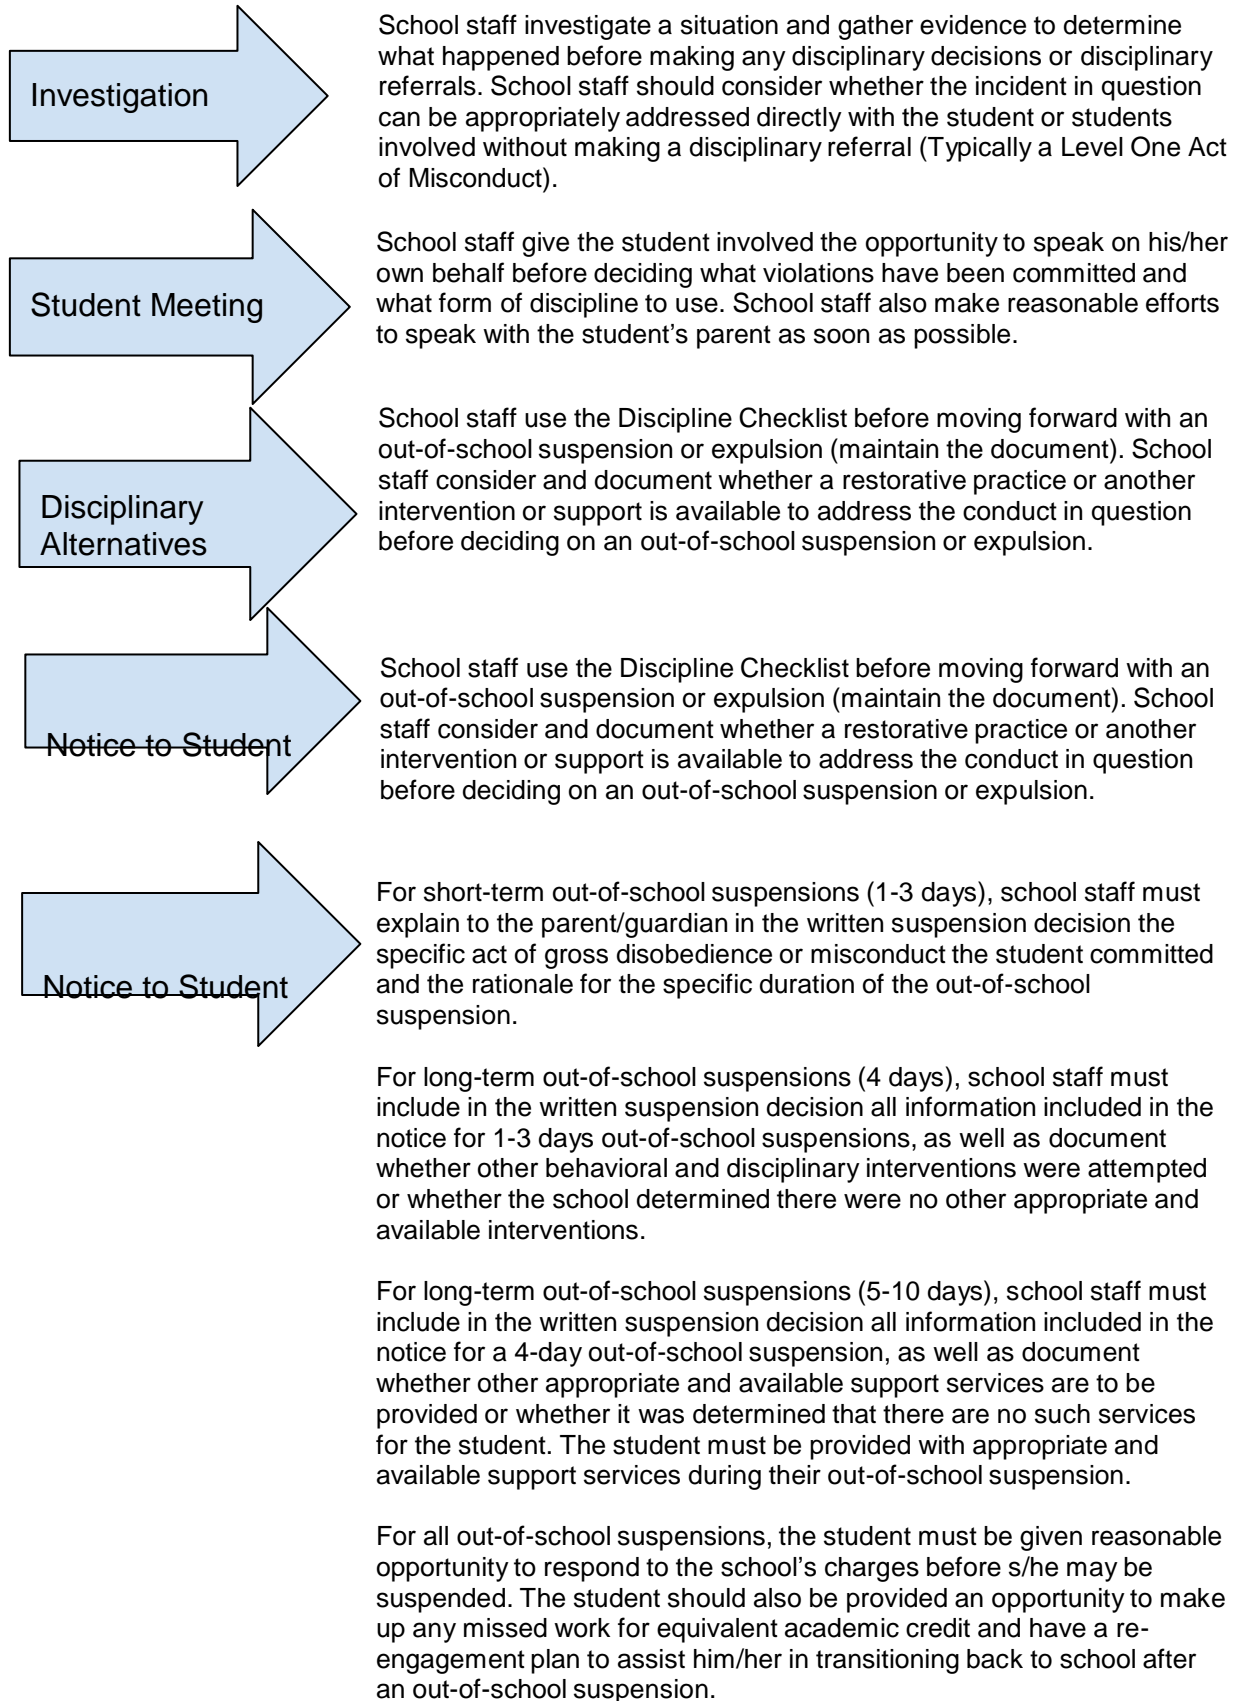 Investigation
School staff investigate a situation and gather evidence to determine
what happened before making any disciplinary decisions or disciplinary
referrals. School staff should consider whether the incident in question
can be appropriately addressed directly with the student or students
involved without making a disciplinary referral (Typically a Level One Act
of Misconduct).
Student Meeting
School staff give the student involved the opportunity to speak on his/her
own behalf before deciding what violations have been committed and
what form of discipline to use. School staff also make reasonable efforts
to speak with the student's parent as soon as possible.
Disciplinary
Alternatives
School staff use the Discipline Checklist before moving forward with an
out-of-school suspension or expulsion (maintain the document). School
staff consider and document whether a restorative practice or another
intervention or support is available to address the conduct in question
before deciding on an out-of-school suspension or expulsion.
Notice to Student
School staff use the Discipline Checklist before moving forward with an
out-of-school suspension or expulsion (maintain the document). School
staff consider and document whether a restorative practice or another
intervention or support is available to address the conduct in question
before deciding on an out-of-school suspension or expulsion.
Notice to Student
For short-term out-of-school suspensions (1-3 days), school staff must
explain to the parent/guardian in the written suspension decision the
specific act of gross disobedience or misconduct the student committed
and the rationale for the specific duration of the out-of-school
suspension.
For long-term out-of-school suspensions (4 days), school staff must
include in the written suspension decision all information included in the
notice for 1-3 days out-of-school suspensions, as well as document
whether other behavioral and disciplinary interventions were attempted
or whether the school determined there were no other appropriate and
available interventions.
For long-term out-of-school suspensions (5-10 days), school staff must
include in the written suspension decision all information included in the
notice for a 4-day out-of-school suspension, as well as document
whether other appropriate and available support services are to be
provided or whether it was determined that there are no such services
for the student. The student must be provided with appropriate and
available support services during their out-of-school suspension.
For all out-of-school suspensions, the student must be given reasonable
opportunity to respond to the school's charges before s/he may be
suspended. The student should also be provided an opportunity to make
up any missed work for equivalent academic credit and have a re-
engagement plan to assist him/her in transitioning back to school after
an out-of-school suspension.